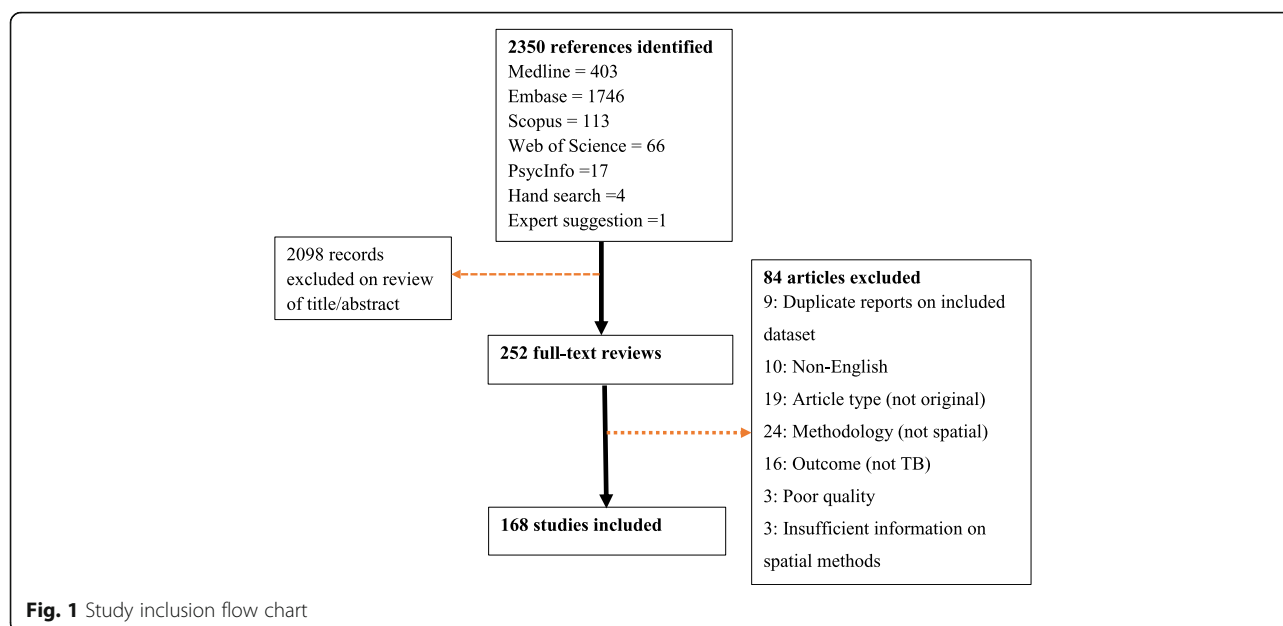 2350 references identified
Medline = 403
Embase = 1746
Scopus = 113
Web of Science = 66
PsycInfo =17
Hand search =4
Expert suggestion =1
2098 records
excluded on review
of title/abstract
84 articles excluded
9: Duplicate reports on included
dataset
10: Non-English
19: Article type (not original)
24: Methodology (not spatial)
16: Outcome (not TB)
3: Poor quality
3: Insufficient information on
spatial methods
252 full-text reviews
168 studies included
Fig. 1 Study inclusion flow chart